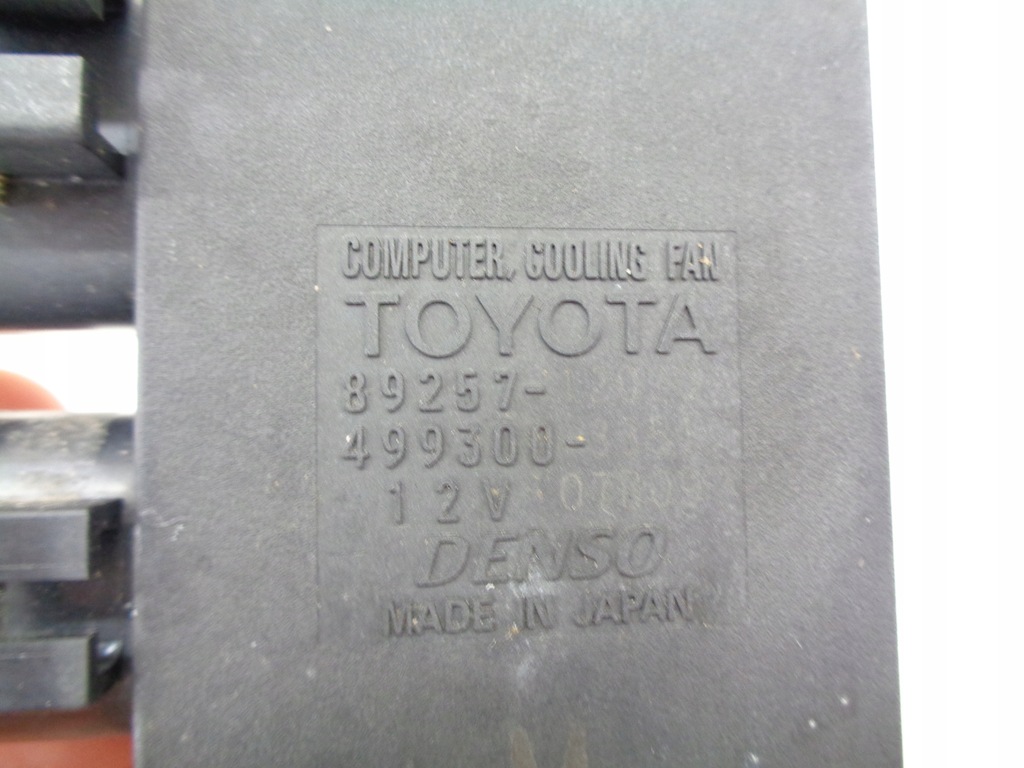 COMPUTER, COOLING FAN
TOYOTA
89257-
499300-
12V
DENSO
MADE IN JAPAN